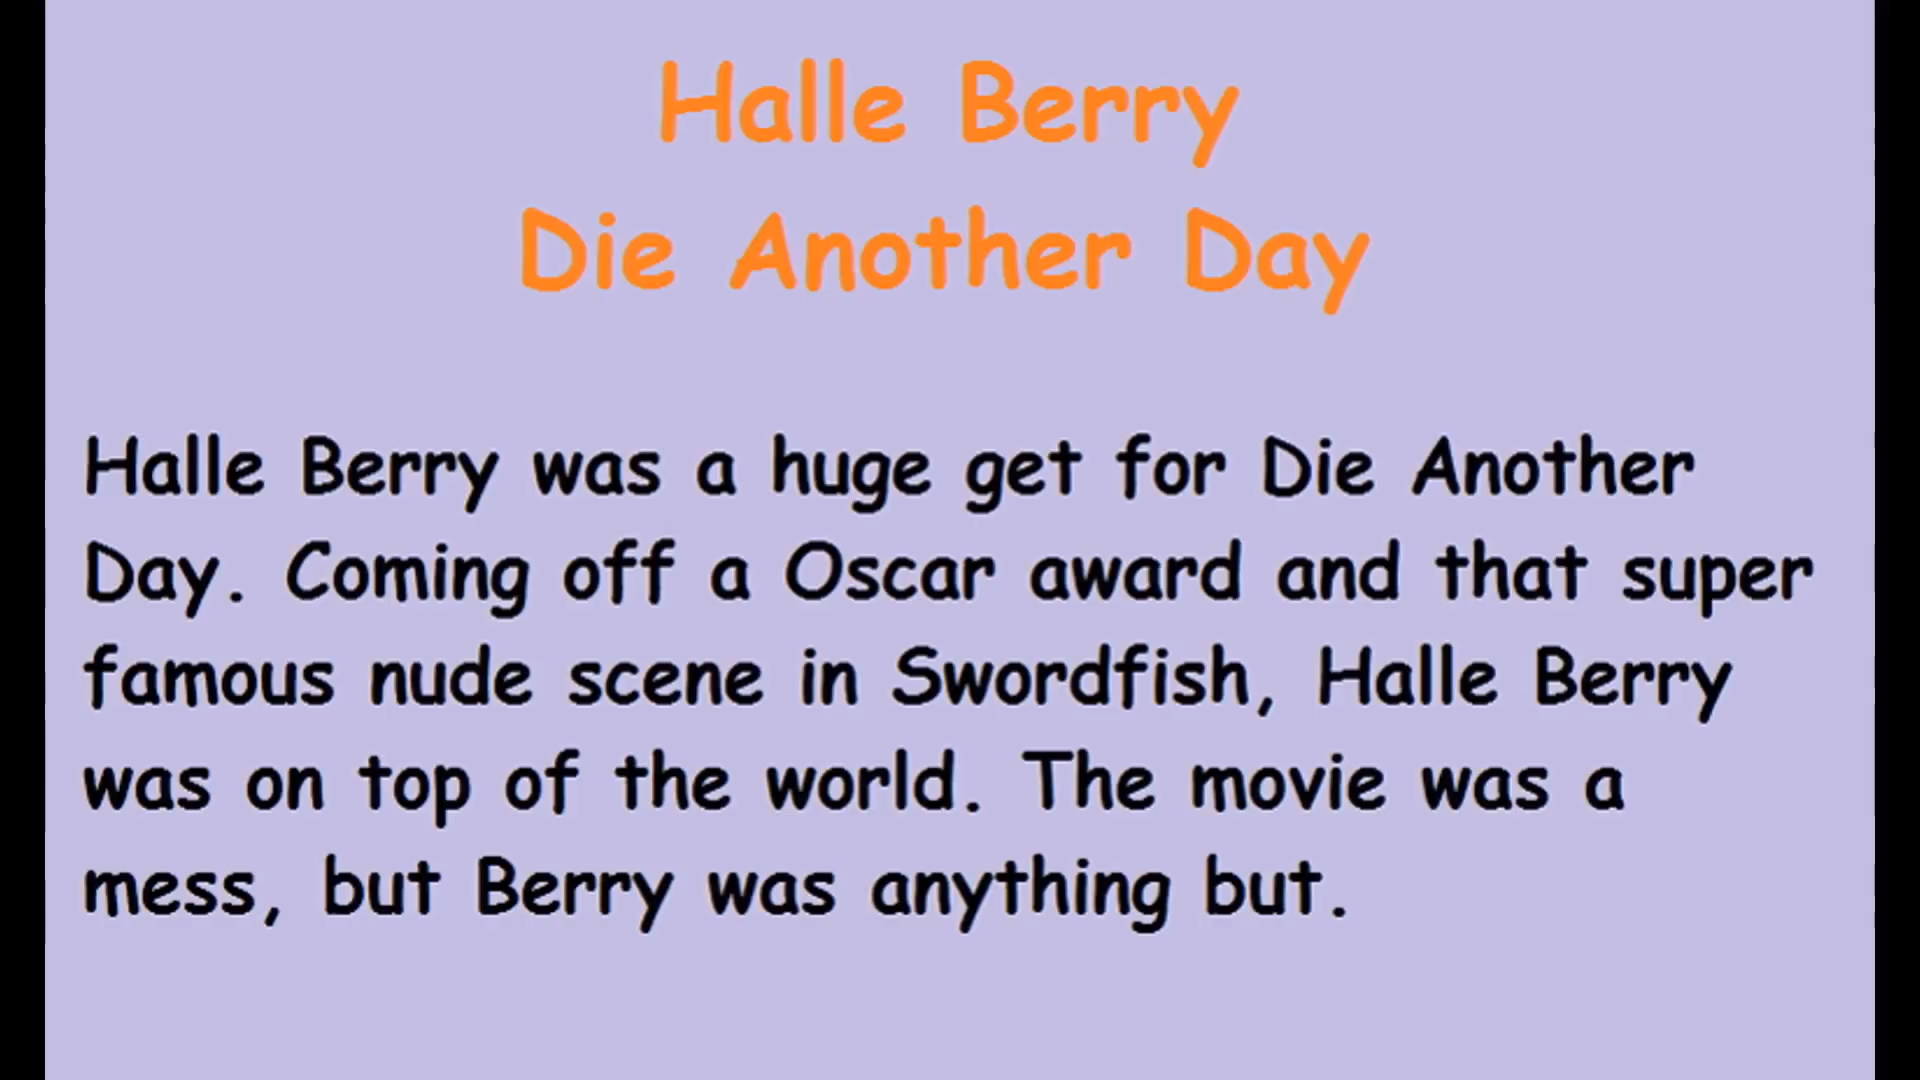 Halle Berry
Die Another Day
Halle Berry was a huge get for Die Another
Day. Coming off a Oscar award and that super
famous nude scene in Swordfish, Halle Berry
was on top of the world. The movie was a
mess, but Berry was anything but.